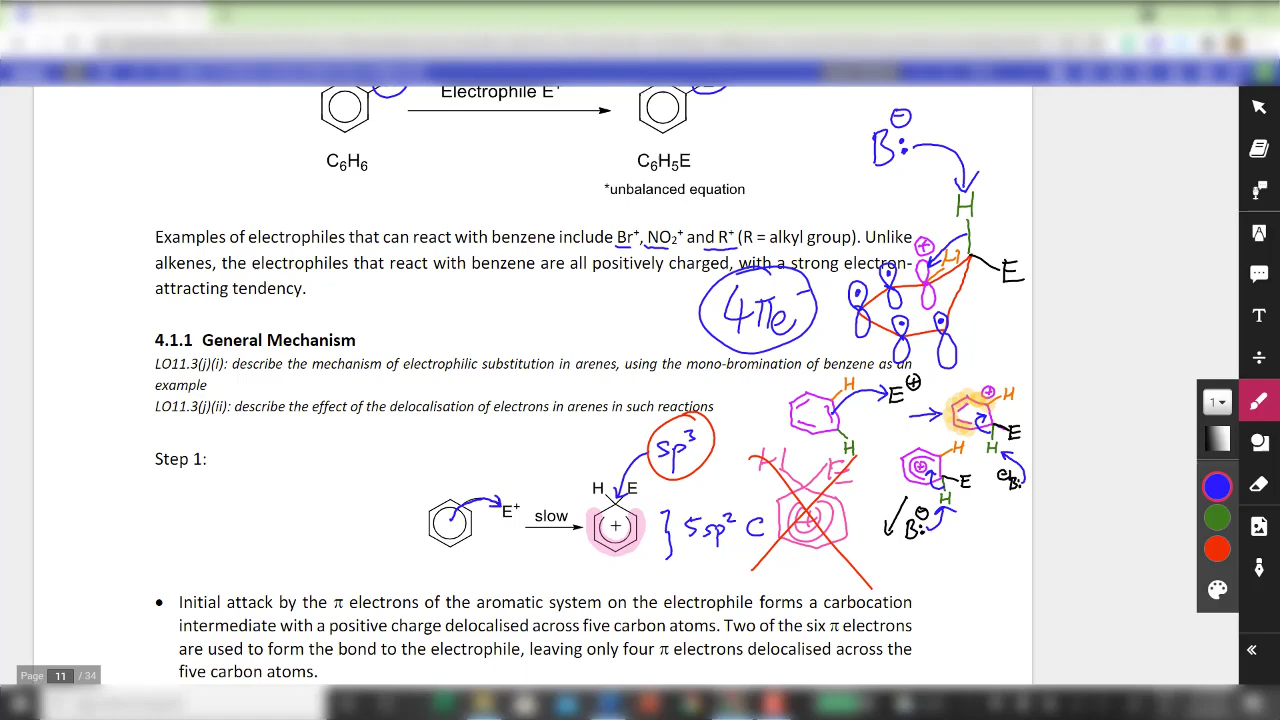 Electrophile E⁺
C₆H₆
C₆H₅E
*unbalanced equation
B:
⊖
H
⊕
H
E
Examples of electrophiles that can react with benzene include Br⁺, NO₂⁺ and R⁺ (R = alkyl group). Unlike
alkenes, the electrophiles that react with benzene are all positively charged, with a strong electron-
attracting tendency.
4πe⁻
4.1.1 General Mechanism
LO11.3(j)(i): describe the mechanism of electrophilic substitution in arenes, using the mono-bromination of benzene as an
example
LO11.3(j)(ii): describe the effect of the delocalisation of electrons in arenes in such reactions
H
E⊕
H
⊕
H
E
H
⊖B:
sp³
Step 1:
E⁺
slow
H E
+
} 5sp² C
H E
+
H
⊕
E
H
B:⊖
• Initial attack by the π electrons of the aromatic system on the electrophile forms a carbocation
intermediate with a positive charge delocalised across five carbon atoms. Two of the six π electrons
are used to form the bond to the electrophile, leaving only four π electrons delocalised across the
five carbon atoms.
Page 11 / 34
1
T